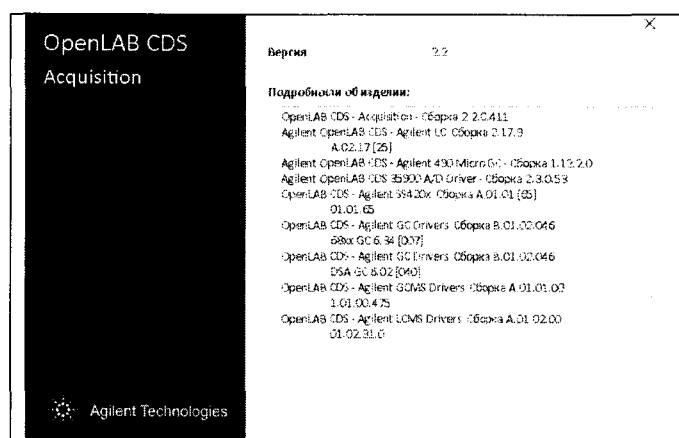 OpenLAB CDS
Acquisition
Версия 2.2
Подробности об изделии:
OpenLAB CDS - Acquisition - Сборка 2.2.0.411
Agilent OpenLAB CDS - Agilent LC Сборка 2.17.9
A.02.17 [25]
Agilent OpenLAB CDS - Agilent 490 Micro GC - Сборка 1.12.2.0
Agilent OpenLAB CDS 35900 A/D Driver - Сборка 2.3.0.53
OpenLAB CDS - Agilent SS420x Сборка A.01.01 [65]
01.01.65
OpenLAB CDS - Agilent GC Drivers Сборка B.01.02.046
68xx GC 6.34 [007]
OpenLAB CDS - Agilent GC Drivers Сборка B.01.02.046
DSA GC 6.02 [040]
OpenLAB CDS - Agilent GCMS Drivers Сборка A.01.01.00
1.01.00.475
OpenLAB CDS - Agilent LCMS Drivers Сборка A.01.02.00
01.02.31.0
Agilent Technologies